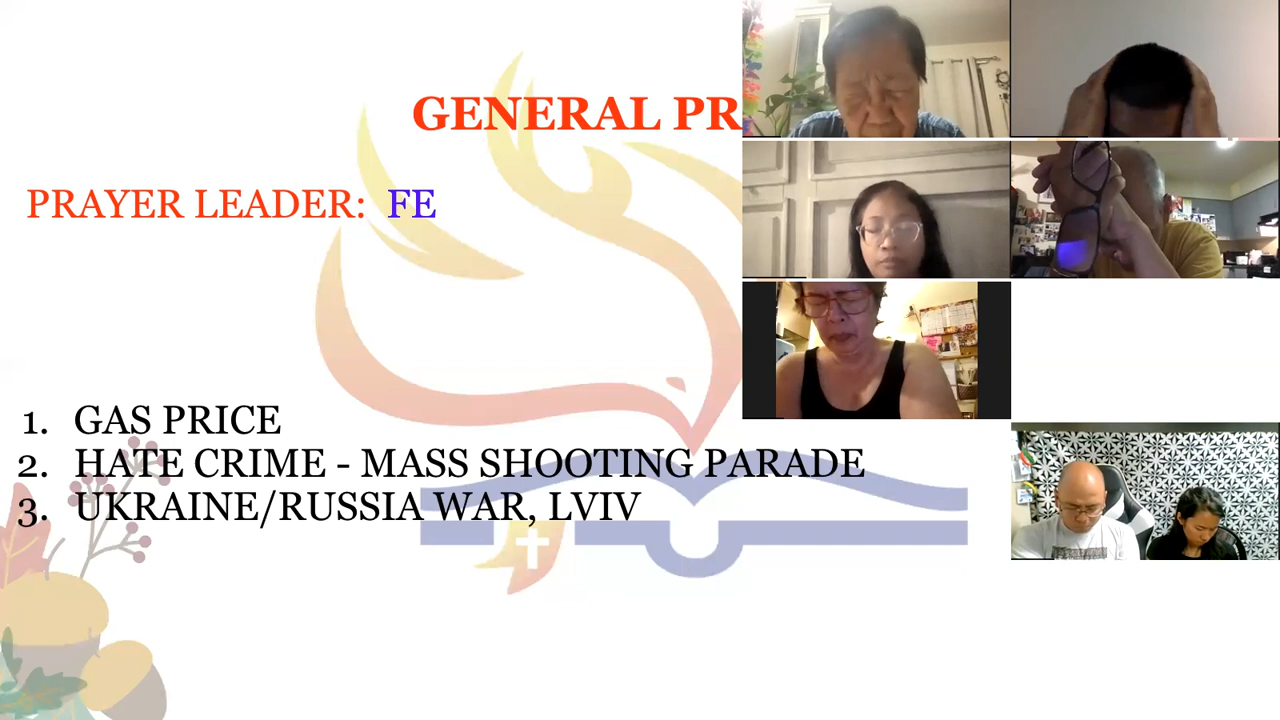 GENERAL PR
PRAYER LEADER: FE
1. GAS PRICE
2. HATE CRIME - MASS SHOOTING PARADE
3. UKRAINE/RUSSIA WAR, LVIV